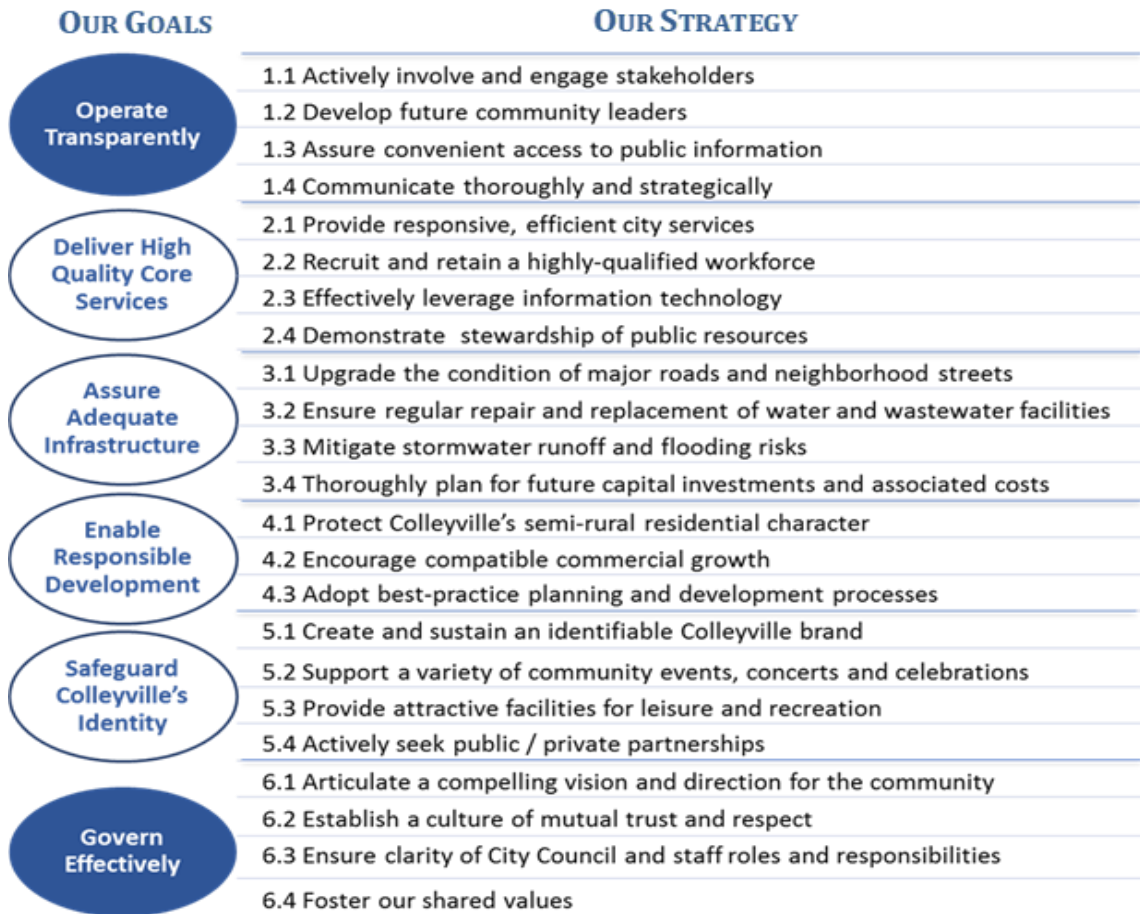 OUR GOALS
OUR STRATEGY
Operate
Transparently
1.1 Actively involve and engage stakeholders
1.2 Develop future community leaders
1.3 Assure convenient access to public information
1.4 Communicate thoroughly and strategically
Deliver High
Quality Core
Services
2.1 Provide responsive, efficient city services
2.2 Recruit and retain a highly-qualified workforce
2.3 Effectively leverage information technology
2.4 Demonstrate stewardship of public resources
Assure
Adequate
Infrastructure
3.1 Upgrade the condition of major roads and neighborhood streets
3.2 Ensure regular repair and replacement of water and wastewater facilities
3.3 Mitigate stormwater runoff and flooding risks
3.4 Thoroughly plan for future capital investments and associated costs
Enable
Responsible
Development
4.1 Protect Colleyville's semi-rural residential character
4.2 Encourage compatible commercial growth
4.3 Adopt best-practice planning and development processes
Safeguard
Colleyville's
Identity
5.1 Create and sustain an identifiable Colleyville brand
5.2 Support a variety of community events, concerts and celebrations
5.3 Provide attractive facilities for leisure and recreation
5.4 Actively seek public / private partnerships
Govern
Effectively
6.1 Articulate a compelling vision and direction for the community
6.2 Establish a culture of mutual trust and respect
6.3 Ensure clarity of City Council and staff roles and responsibilities
6.4 Foster our shared values